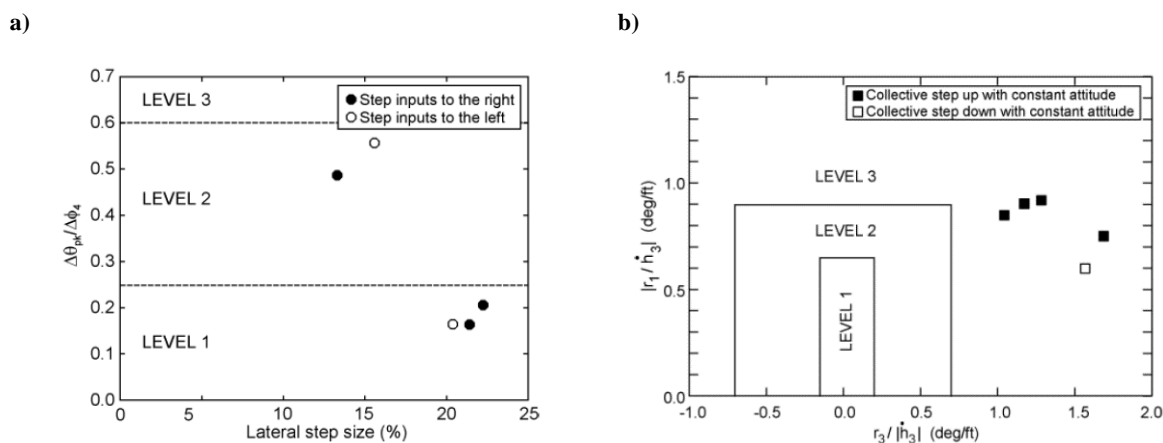 a)
0.7
0.6
0.5
0.4
0.3
0.2
0.1
0.0
Δθpk/Δϕ4
LEVEL 3
LEVEL 2
LEVEL 1
Step inputs to the right
Step inputs to the left
0
5
10
15
20
25
Lateral step size (%)
b)
1.5
1.0
0.5
0.0
|r1 / ḣ3| (deg/ft)
Collective step up with constant attitude
Collective step down with constant attitude
LEVEL 3
LEVEL 2
LEVEL 1
-1.0
-0.5
0.0
0.5
1.0
1.5
2.0
r3 / |ḣ3| (deg/ft)